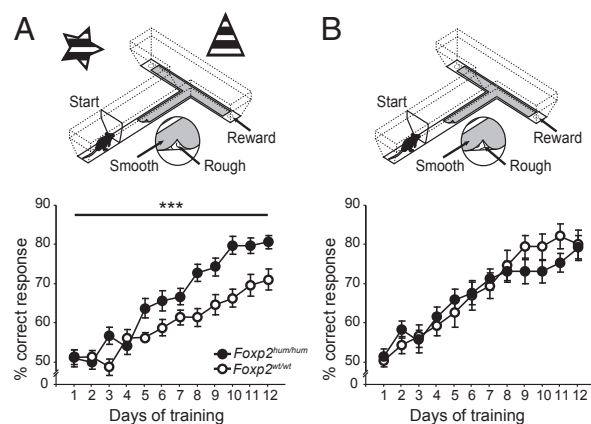 A
Start
Reward
Smooth
Rough
***
% correct response
90
80
70
60
50
0
Foxp2hum/hum
Foxp2wt/wt
1 2 3 4 5 6 7 8 9 10 11 12
Days of training
B
Start
Reward
Smooth
Rough
% correct response
90
80
70
60
50
0
1 2 3 4 5 6 7 8 9 10 11 12
Days of training